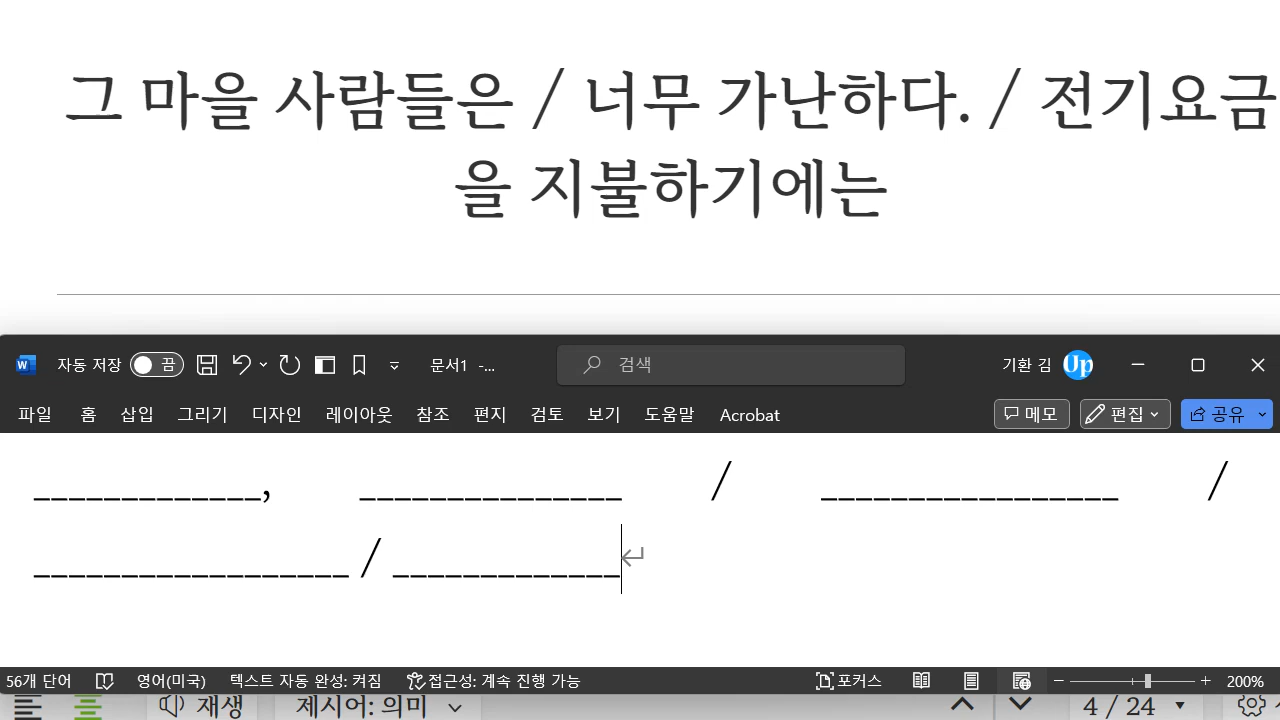 그 마을 사람들은 / 너무 가난하다. / 전기요금
을 지불하기에는
자동 저장 끔 문서1 -... 검색 기환 김 Up
파일 홈 삽입 그리기 디자인 레이아웃 참조 편지 검토 보기 도움말 Acrobat 메모 편집 공유
_____________, _______________ / _________________ /
__________________ / _____________
56개 단어 영어(미국) 텍스트 자동 완성: 켜짐 접근성: 계속 진행 가능 포커스 200%
재생 제시어: 의미 4 / 24